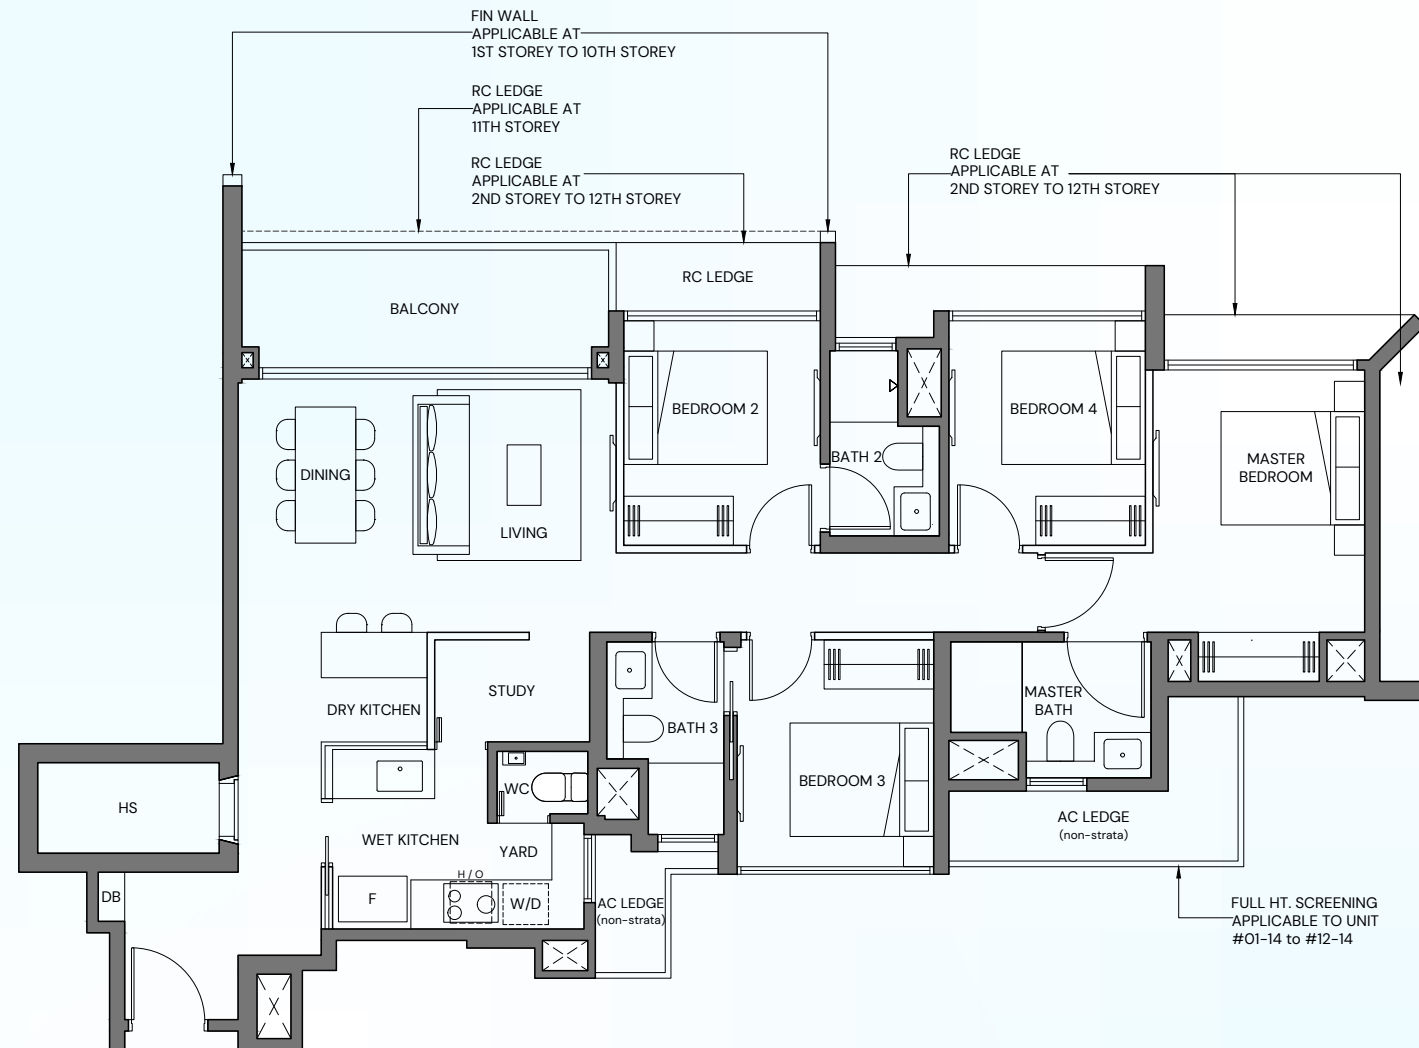 FIN WALL
APPLICABLE AT
1ST STOREY TO 10TH STOREY
RC LEDGE
APPLICABLE AT
11TH STOREY
RC LEDGE
APPLICABLE AT
2ND STOREY TO 12TH STOREY
RC LEDGE
APPLICABLE AT
2ND STOREY TO 12TH STOREY
RC LEDGE
BALCONY
BEDROOM 2
BEDROOM 4
BATH 2
MASTER
BEDROOM
DINING
LIVING
STUDY
DRY KITCHEN
BATH 3
MASTER
BATH
BEDROOM 3
WC
HS
WET KITCHEN
YARD
AC LEDGE
(non-strata)
H / O
F
W/D
DB
AC LEDGE
(non-strata)
FULL HT. SCREENING
APPLICABLE TO UNIT
#01-14 to #12-14